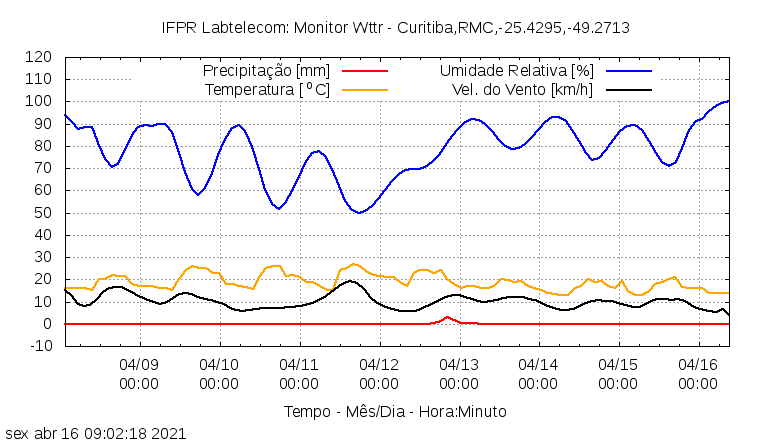 IFPR Labtelecom: Monitor Wttr - Curitiba,RMC,-25.4295,-49.2713
Precipitação [mm]
Umidade Relativa [%]
Temperatura [⁰C]
Vel. do Vento [km/h]
120
110
100
90
80
70
60
50
40
30
20
10
0
-10
04/09 04/10 04/11 04/12 04/13 04/14 04/15 04/16
00:00 00:00 00:00 00:00 00:00 00:00 00:00 00:00
Tempo - Mês/Dia - Hora:Minuto
sex abr 16 09:02:18 2021